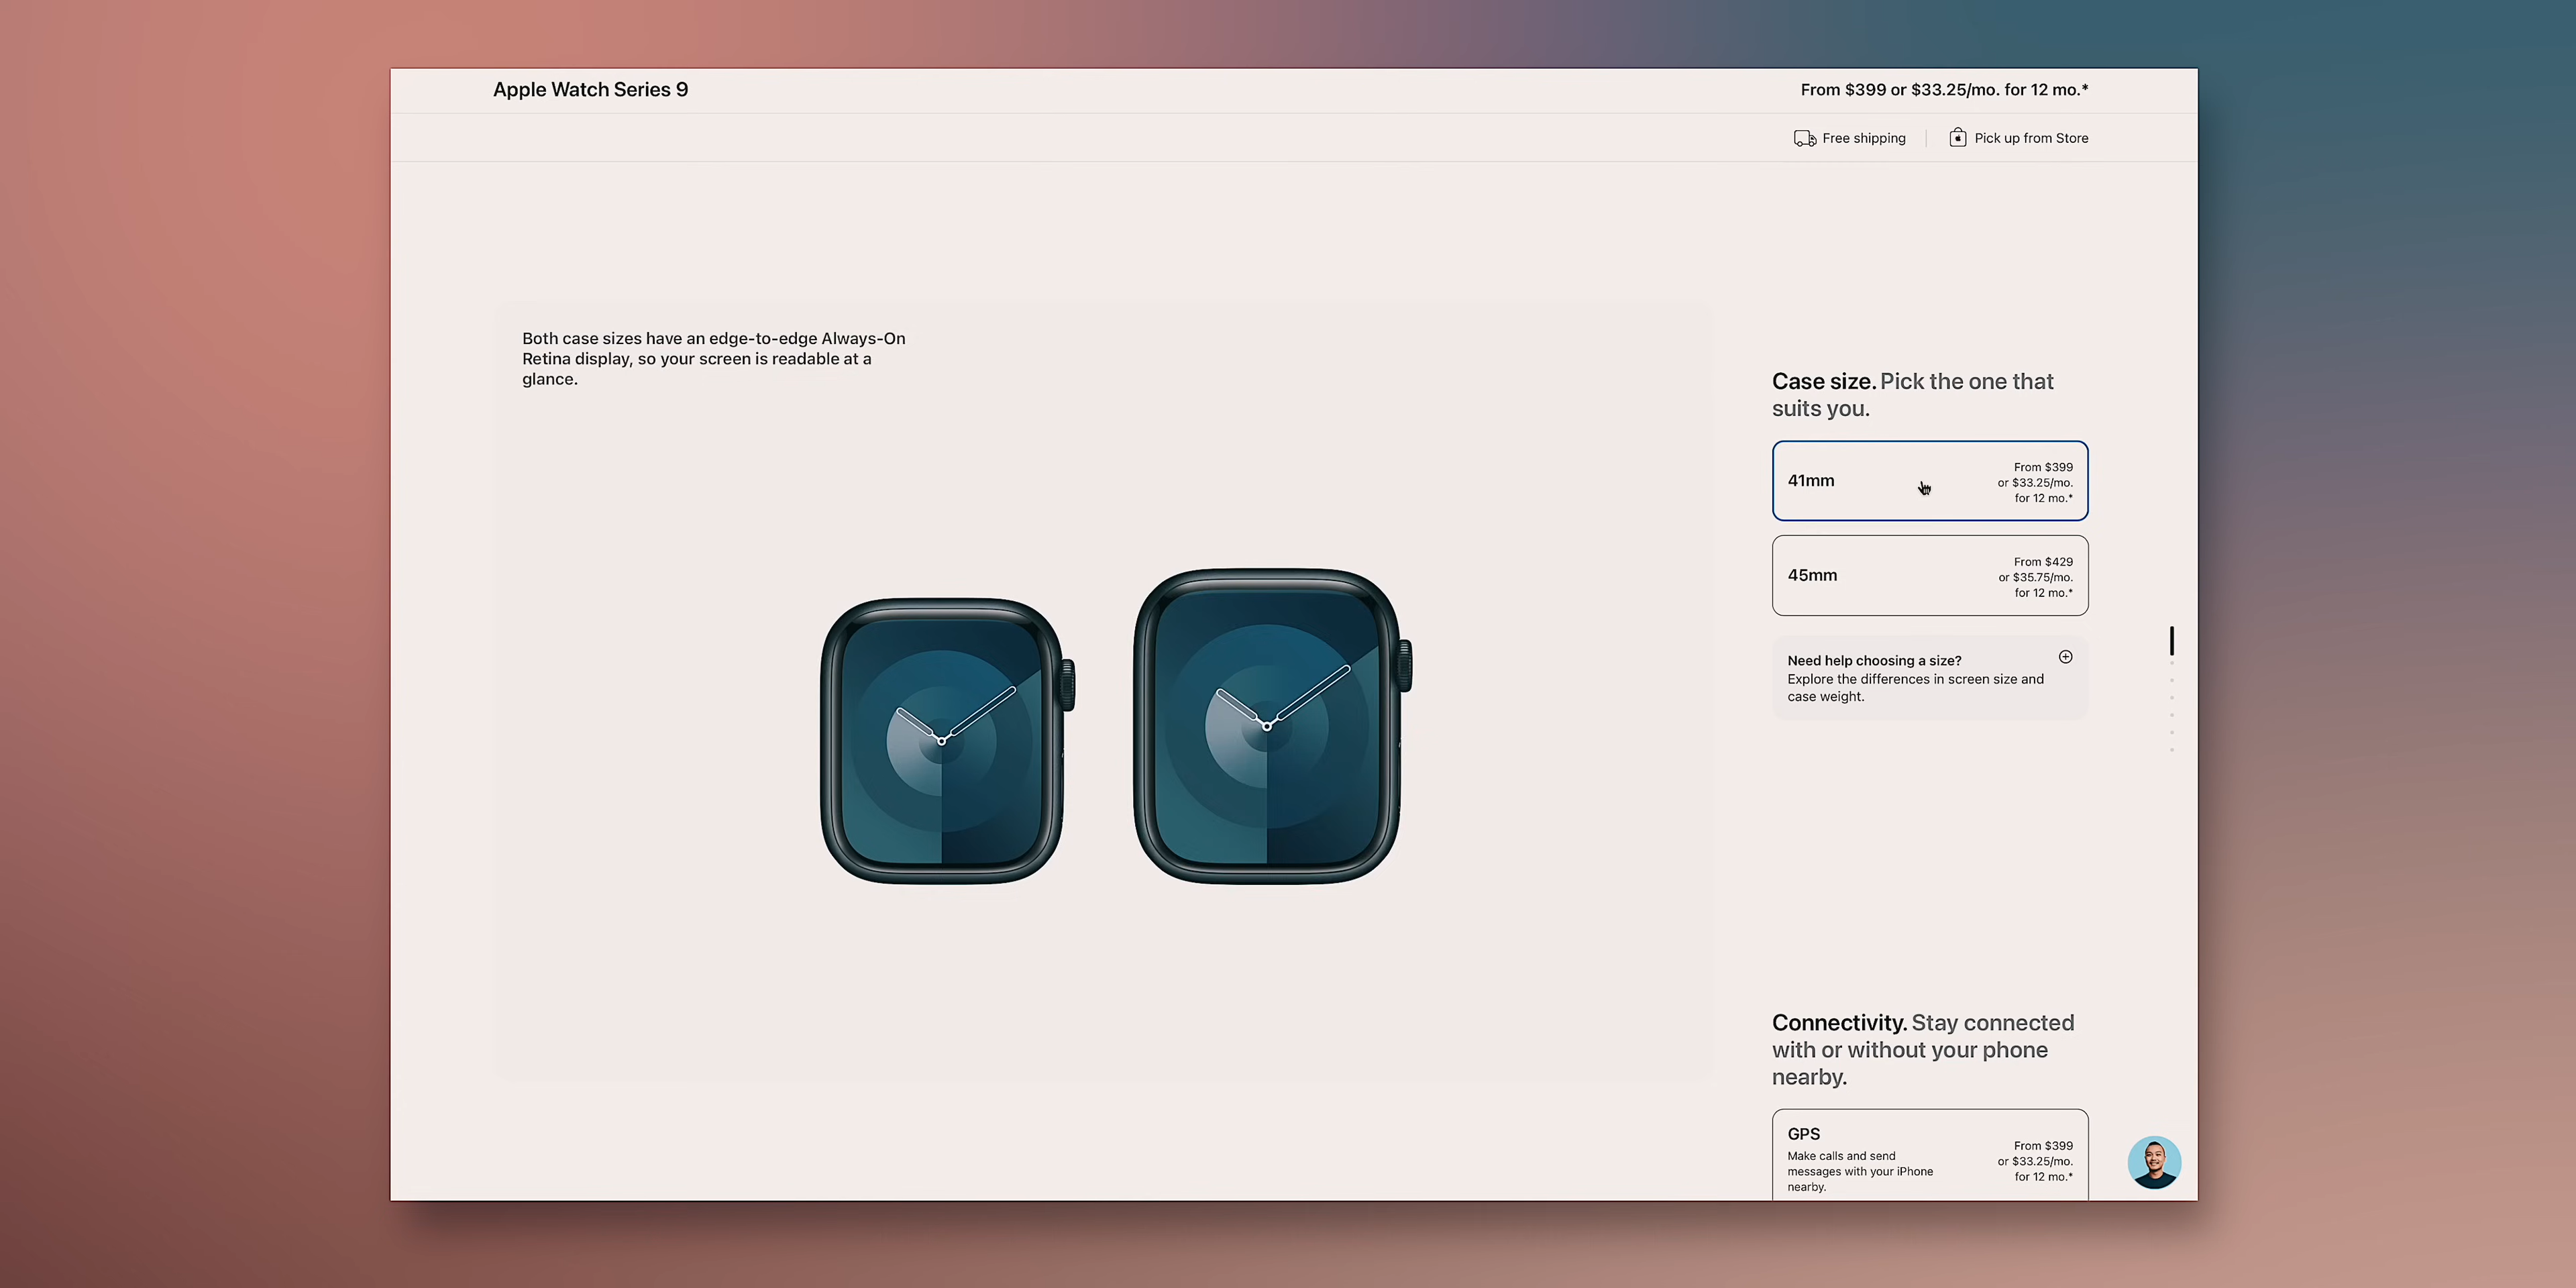 Apple Watch Series 9
From $399 or $33.25/mo. for 12 mo.*
Free shipping
Pick up from Store
Both case sizes have an edge-to-edge Always-On
Retina display, so your screen is readable at a
glance.
Case size. Pick the one that
suits you.
41mm
From $399
or $33.25/mo.
for 12 mo.*
45mm
From $429
or $35.75/mo.
for 12 mo.*
Need help choosing a size?
Explore the differences in screen size and
case weight.
Connectivity. Stay connected
with or without your phone
nearby.
GPS
Make calls and send
messages with your iPhone
nearby.
From $399
or $33.25/mo.
for 12 mo.*